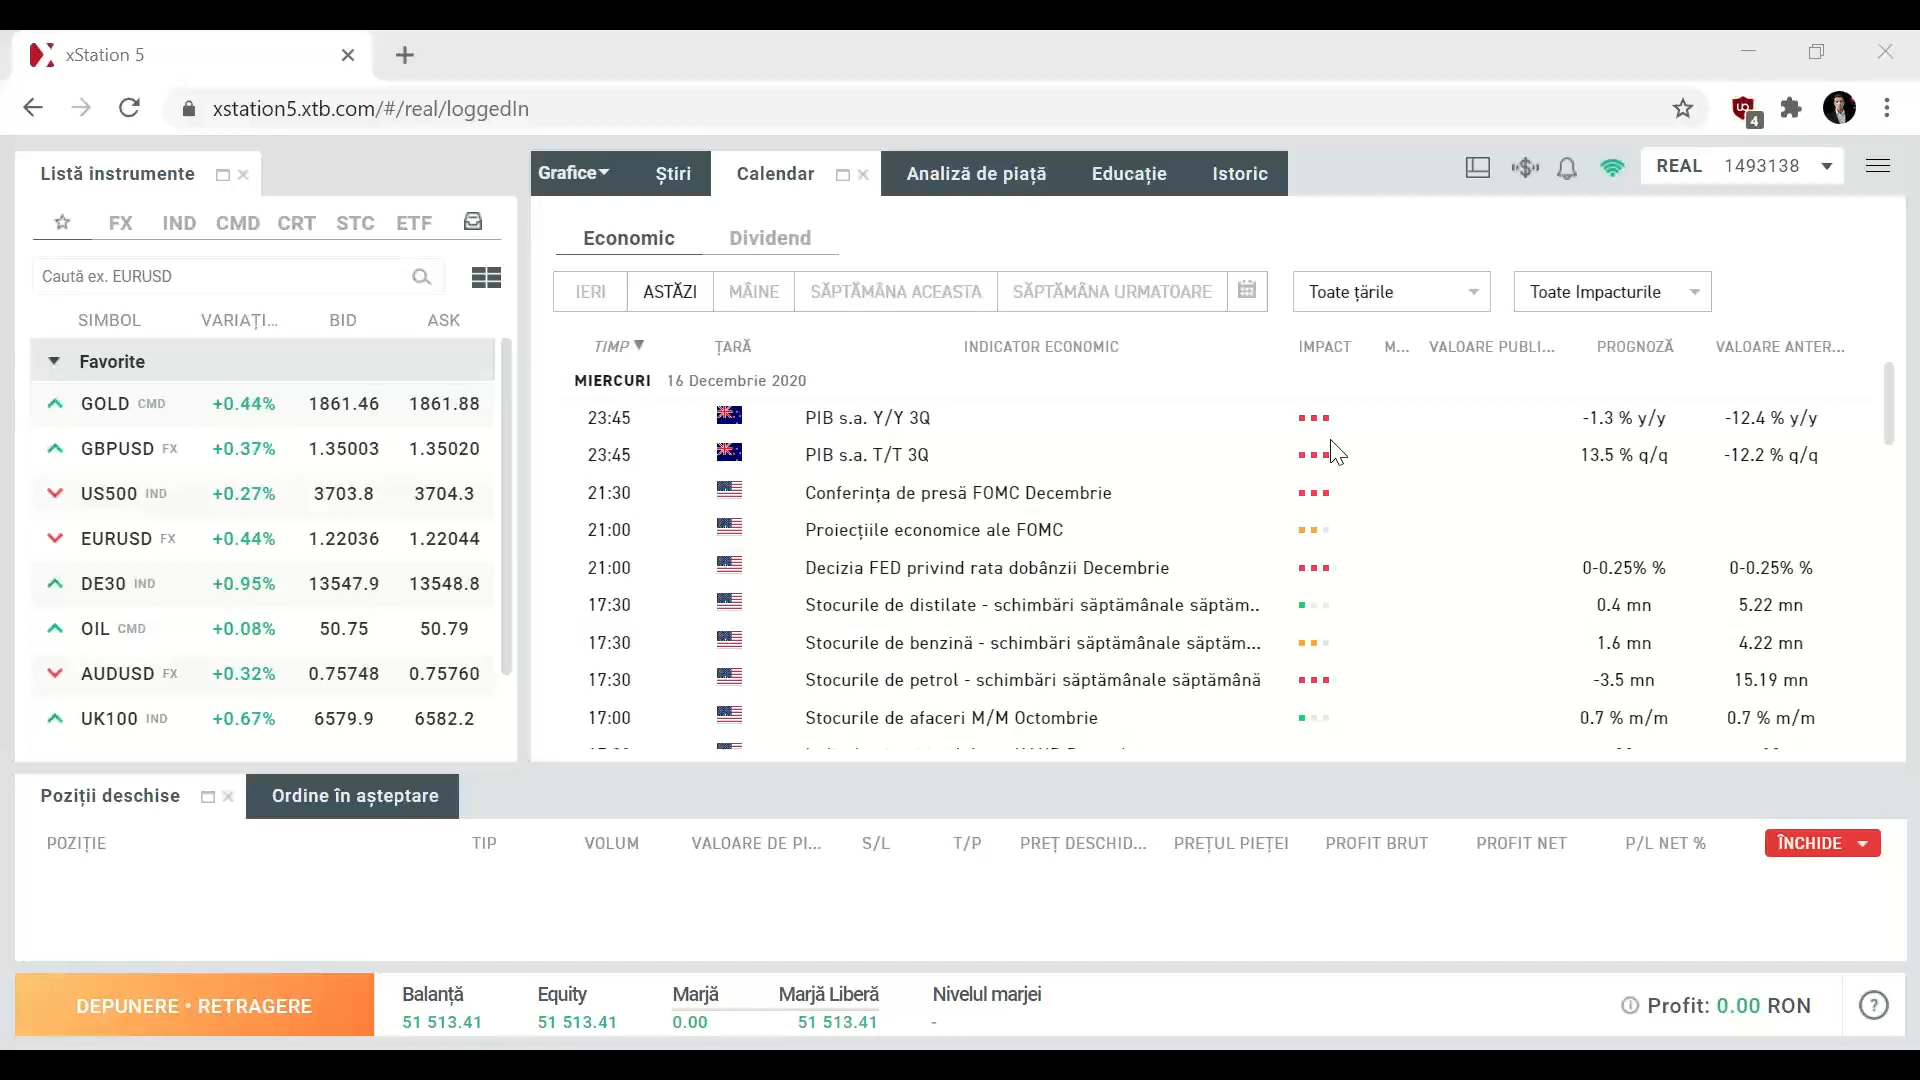 xStation 5
xstation5.xtb.com/#/real/loggedIn
4
Listă instrumente
Grafice Știri Calendar Analiză de piață Educație Istoric
REAL 1493138
FX IND CMD CRT STC ETF
Caută ex. EURUSD
SIMBOL VARIAȚI... BID ASK
Favorite
GOLD CMD +0.44% 1861.46 1861.88
GBPUSD FX +0.37% 1.35003 1.35020
US500 IND +0.27% 3703.8 3704.3
EURUSD FX +0.44% 1.22036 1.22044
DE30 IND +0.95% 13547.9 13548.8
OIL CMD +0.08% 50.75 50.79
AUDUSD FX +0.32% 0.75748 0.75760
UK100 IND +0.67% 6579.9 6582.2
Economic Dividend
IERI ASTĂZI MÂINE SĂPTĂMÂNA ACEASTA SĂPTĂMÂNA URMATOARE
Toate țările
Toate Impacturile
TIMP ȚARĂ INDICATOR ECONOMIC IMPACT M... VALOARE PUBLI... PROGNOZĂ VALOARE ANTER...
MIERCURI 16 Decembrie 2020
23:45 PIB s.a. Y/Y 3Q -1.3 % y/y -12.4 % y/y
23:45 PIB s.a. T/T 3Q 13.5 % q/q -12.2 % q/q
21:30 Conferința de presă FOMC Decembrie
21:00 Proiecțiile economice ale FOMC
21:00 Decizia FED privind rata dobânzii Decembrie 0-0.25% % 0-0.25% %
17:30 Stocurile de distilate - schimbări săptămânale săptăm.. 0.4 mn 5.22 mn
17:30 Stocurile de benzină - schimbări săptămânale săptăm... 1.6 mn 4.22 mn
17:30 Stocurile de petrol - schimbări săptămânale săptămână -3.5 mn 15.19 mn
17:00 Stocurile de afaceri M/M Octombrie 0.7 % m/m 0.7 % m/m
Poziții deschise Ordine în așteptare
POZIȚIE TIP VOLUM VALOARE DE PI... S/L T/P PREȚ DESCHID... PREȚUL PIEȚEI PROFIT BRUT PROFIT NET P/L NET % ÎNCHIDE
DEPUNERE • RETRAGERE
Balanță Equity Marjă Marjă Liberă Nivelul marjei
51 513.41 51 513.41 0.00 51 513.41 -
Profit: 0.00 RON
?